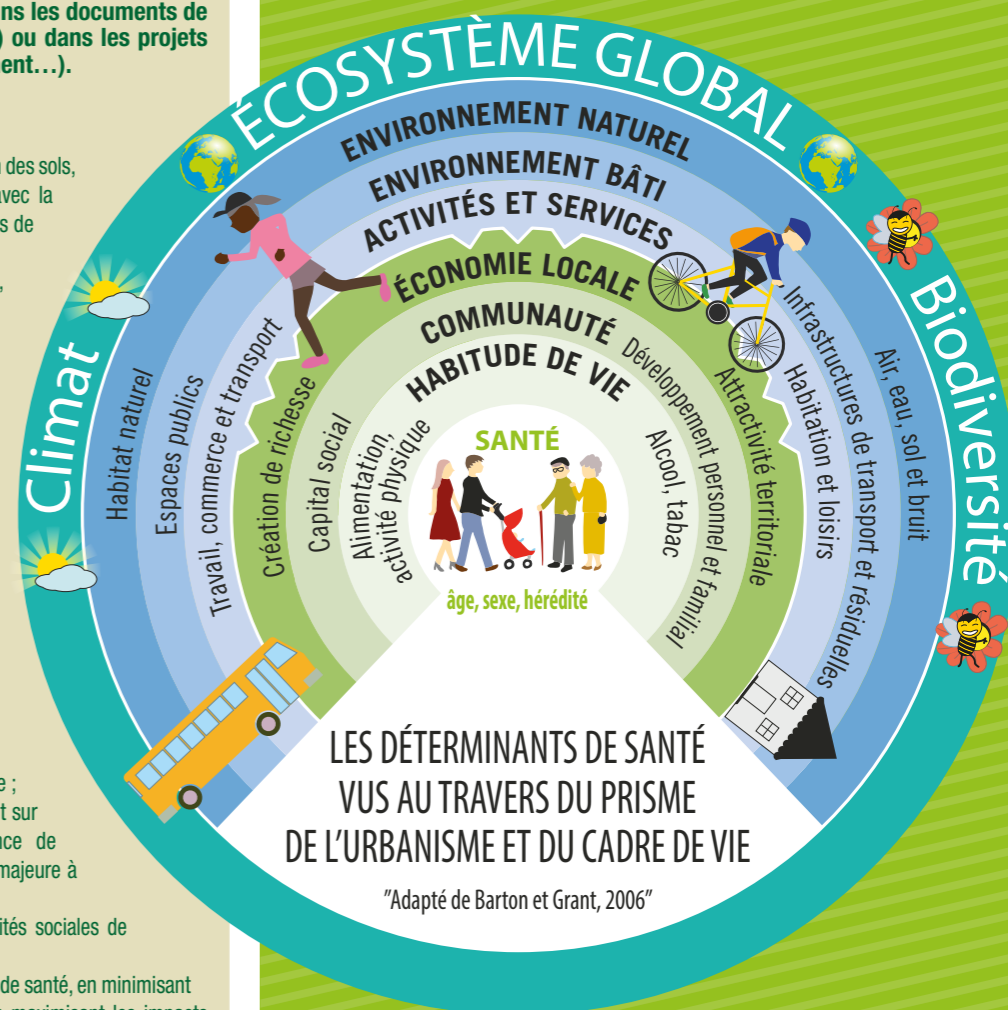 ns les documents de
) ou dans les projets
ent…).
n des sols,
avec la
s de
,
e ;
t sur
nce de
majeure à
ités sociales de
de santé, en minimisant
maximisant les impacts
ÉCOSYSTÈME GLOBAL
Climat
Biodiversité
ENVIRONNEMENT NATUREL
Habitat naturel
Air, eau, sol et bruit
ENVIRONNEMENT BÂTI
Espaces publics
Infrastructures de transport et résiduelles
ACTIVITÉS ET SERVICES
Travail, commerce et transport
Habitation et loisirs
ÉCONOMIE LOCALE
Création de richesse
Attractivité territoriale
COMMUNAUTÉ
Capital social
Développement personnel et familial
HABITUDE DE VIE
Alimentation,
activité physique
Alcool, tabac
SANTÉ
âge, sexe, hérédité
LES DÉTERMINANTS DE SANTÉ
VUS AU TRAVERS DU PRISME
DE L'URBANISME ET DU CADRE DE VIE
"Adapté de Barton et Grant, 2006"